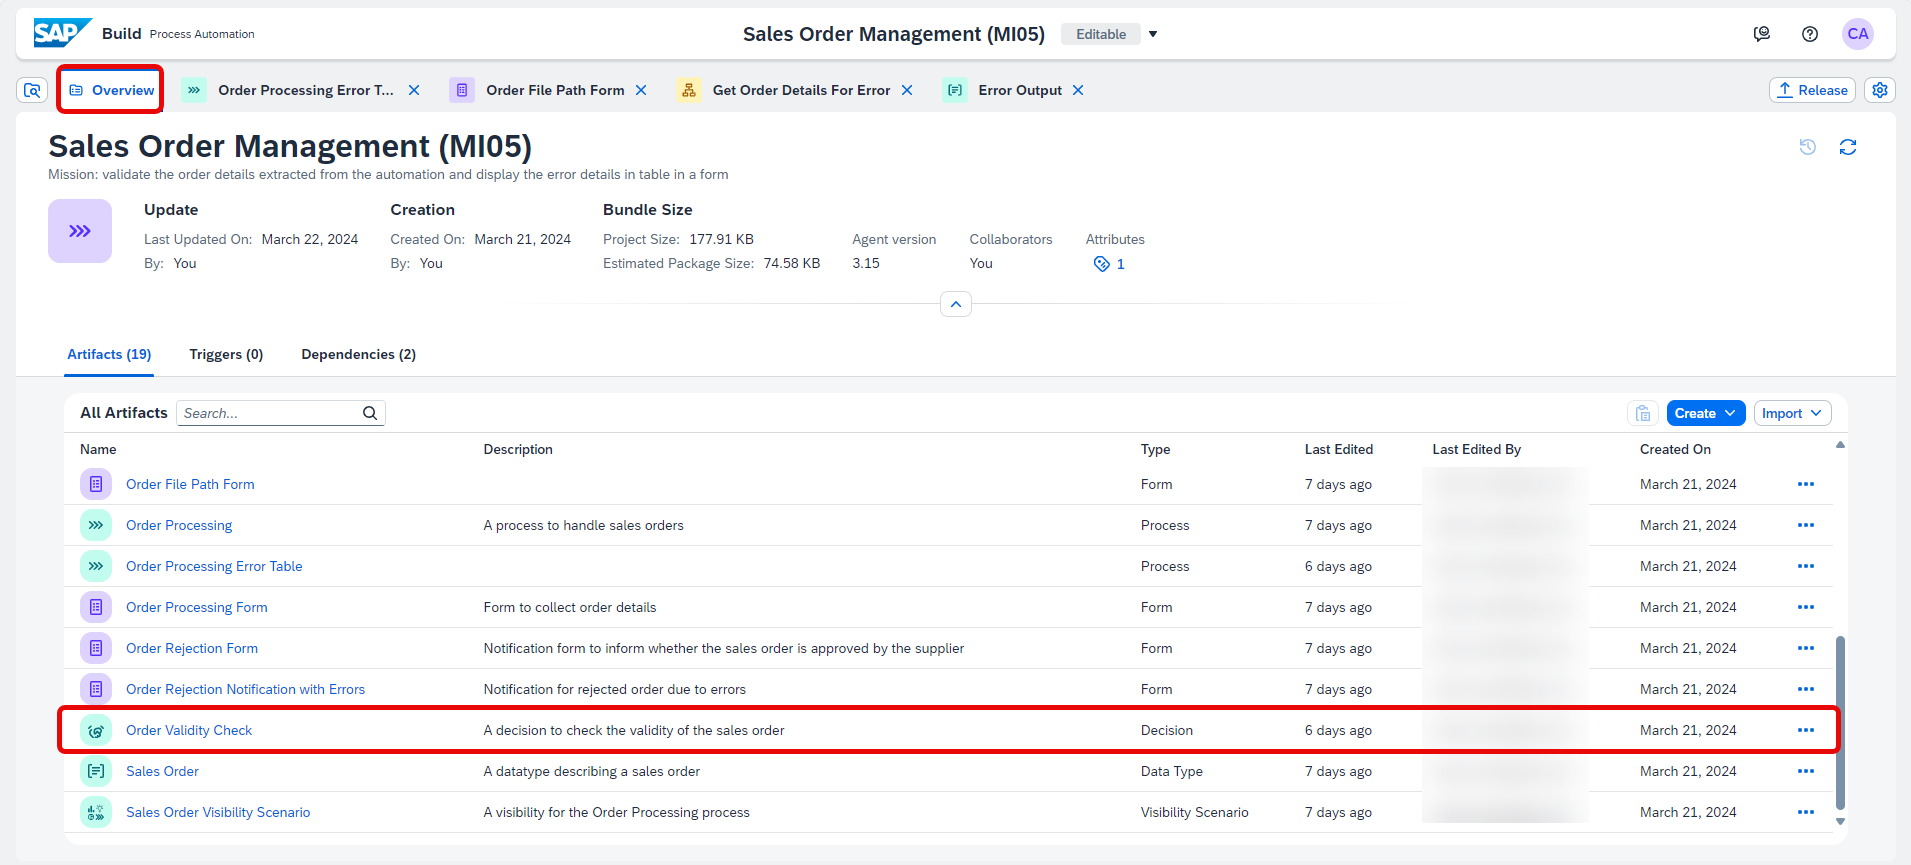 SAP Build Process Automation
Sales Order Management (MI05) Editable
CA
Overview Order Processing Error T... Order File Path Form Get Order Details For Error Error Output Release
Sales Order Management (MI05)
Mission: validate the order details extracted from the automation and display the error details in table in a form
Update Creation Bundle Size
Last Updated On: March 22, 2024 Created On: March 21, 2024 Project Size: 177.91 KB Agent version Collaborators Attributes
By: You By: You Estimated Package Size: 74.58 KB 3.15 You 1
Artifacts (19) Triggers (0) Dependencies (2)
All Artifacts Search... Create Import
Name Description Type Last Edited Last Edited By Created On
Order File Path Form Form 7 days ago March 21, 2024
Order Processing A process to handle sales orders Process 7 days ago March 21, 2024
Order Processing Error Table Process 6 days ago March 21, 2024
Order Processing Form Form to collect order details Form 7 days ago March 21, 2024
Order Rejection Form Notification form to inform whether the sales order is approved by the supplier Form 7 days ago March 21, 2024
Order Rejection Notification with Errors Notification for rejected order due to errors Form 7 days ago March 21, 2024
Order Validity Check A decision to check the validity of the sales order Decision 6 days ago March 21, 2024
Sales Order A datatype describing a sales order Data Type 7 days ago March 21, 2024
Sales Order Visibility Scenario A visibility for the Order Processing process Visibility Scenario 7 days ago March 21, 2024